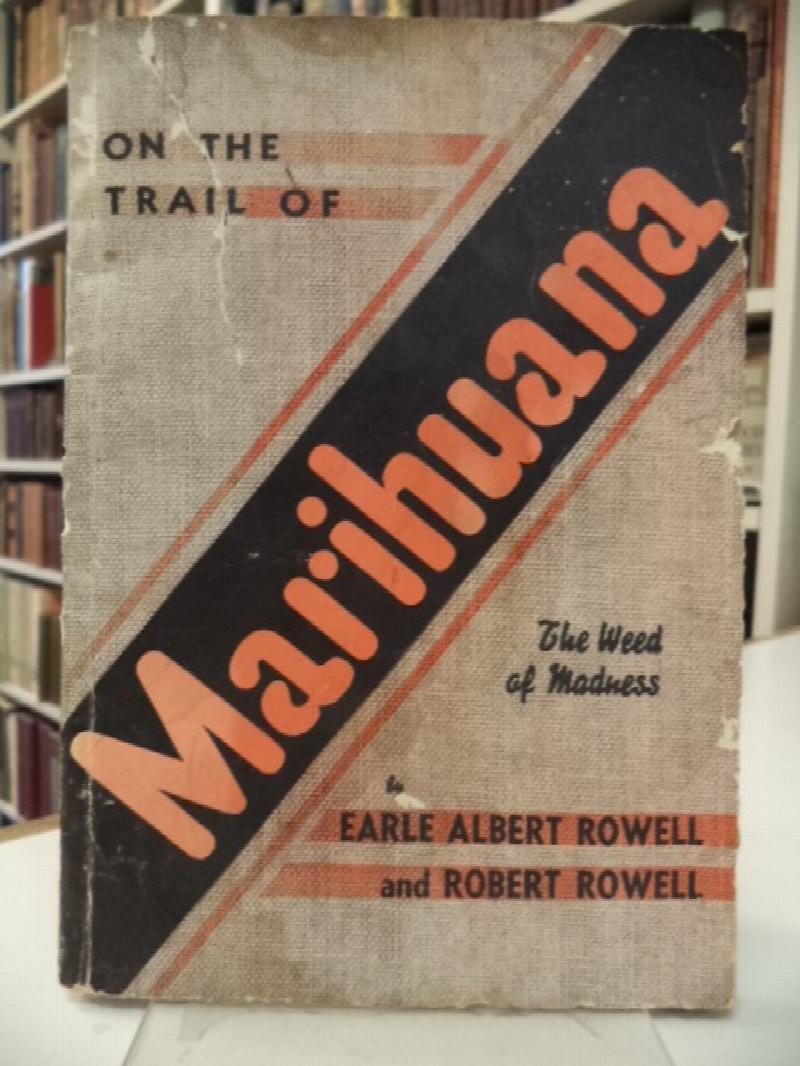 ON THE
TRAIL OF
Marihuana
The Weed
of Madness
by
EARLE ALBERT ROWELL
and ROBERT ROWELL